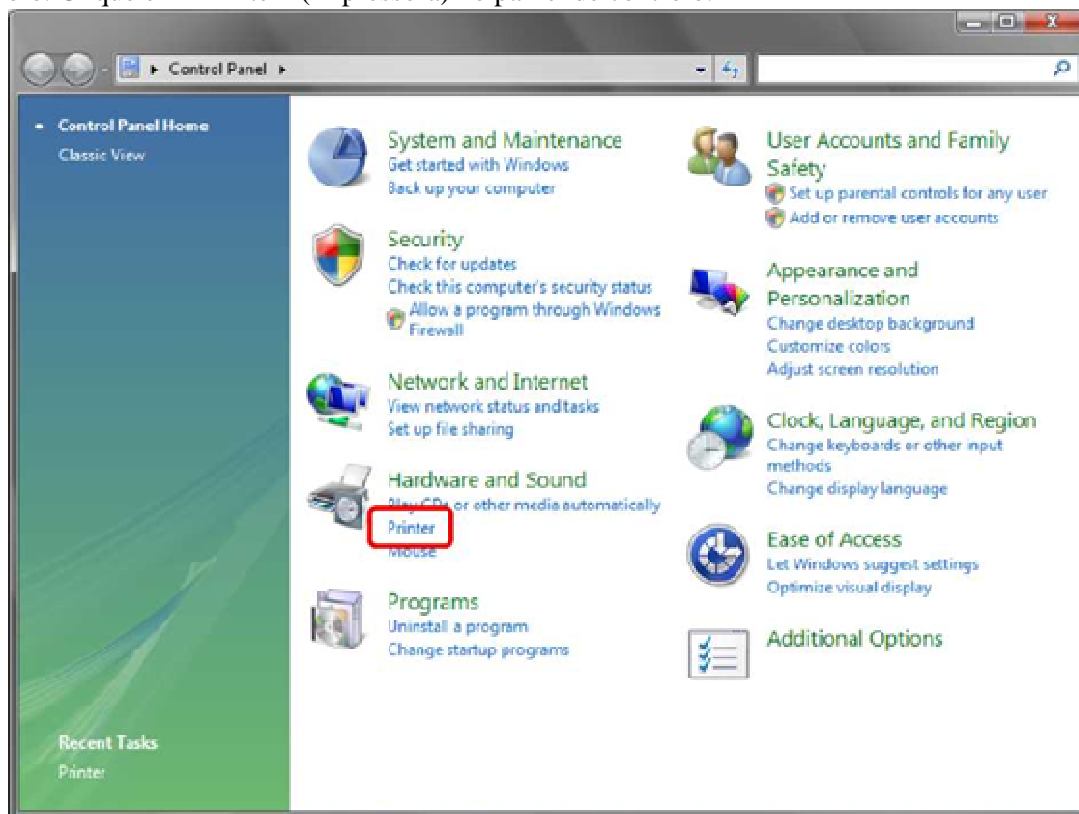 Control Panel
Control Panel Home
Classic View
System and Maintenance
Get started with Windows
Back up your computer
Security
Check for updates
Check this computer's security status
Allow a program through Windows
Firewall
Network and Internet
View network status and tasks
Set up file sharing
Hardware and Sound
Play CDs or other media automatically
Printer
Mouse
Programs
Uninstall a program
Change startup programs
User Accounts and Family
Safety
Set up parental controls for any user
Add or remove user accounts
Appearance and
Personalization
Change desktop background
Customize colors
Adjust screen resolution
Clock, Language, and Region
Change keyboards or other input
methods
Change display language
Ease of Access
Let Windows suggest settings
Optimize visual display
Additional Options
Recent Tasks
Printer